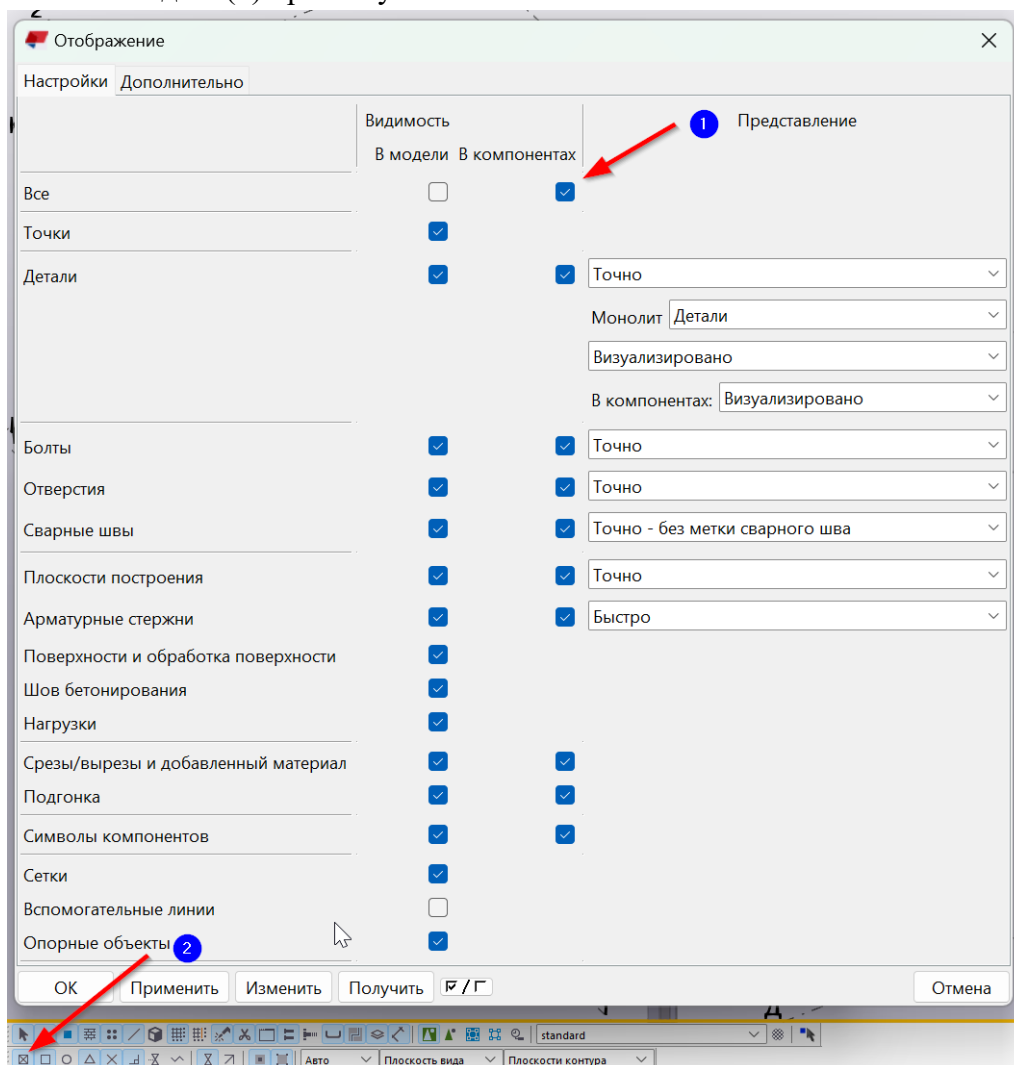 Отображение
Настройки Дополнительно
Видимость 1 Представление
В модели В компонентах
Все
Точки
Детали Точно
Монолит Детали
Визуализировано
В компонентах: Визуализировано
Болты Точно
Отверстия Точно
Сварные швы Точно - без метки сварного шва
Плоскости построения Точно
Арматурные стержни Быстро
Поверхности и обработка поверхности
Шов бетонирования
Нагрузки
Срезы/вырезы и добавленный материал
Подгонка
Символы компонентов
Сетки
Вспомогательные линии
Опорные объекты 2
ОК Применить Изменить Получить Отмена
standard
Авто Плоскость вида Плоскости контура